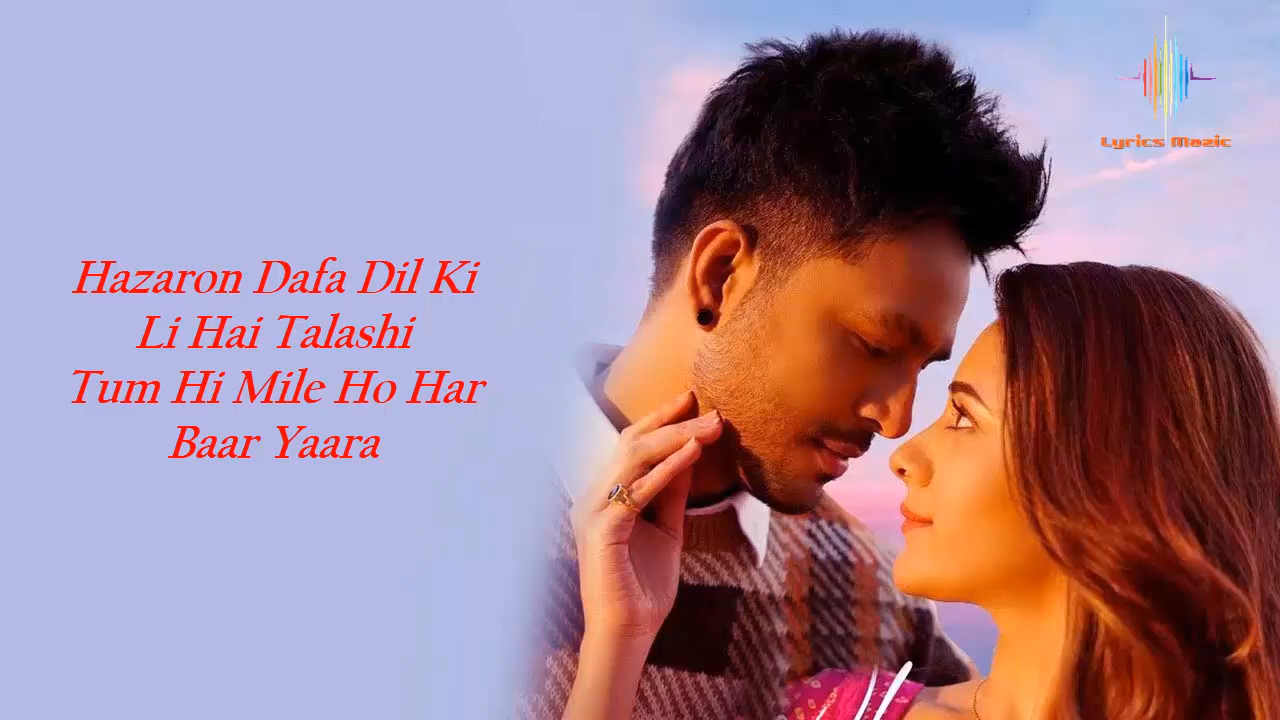 Lyrics Mazic
Hazaron Dafa Dil Ki
Li Hai Talashi
Tum Hi Mile Ho Har
Baar Yaara